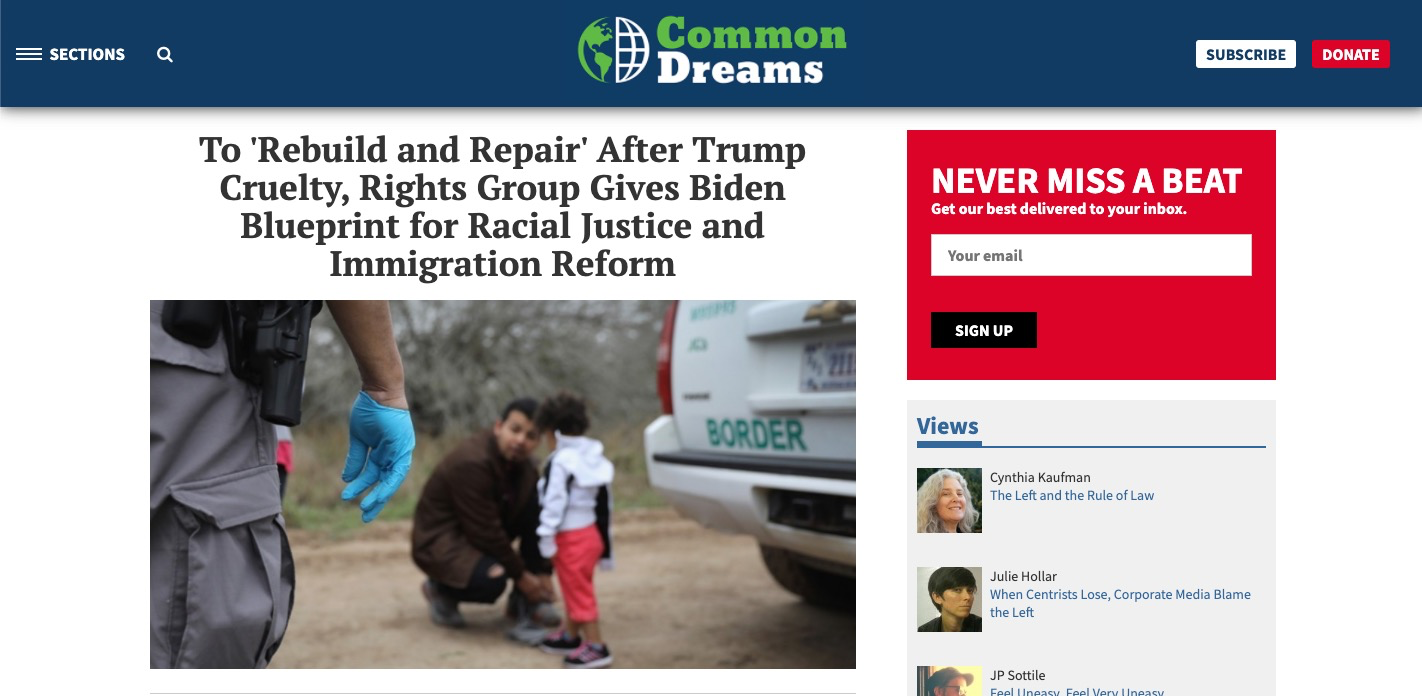 SECTIONS
Common
Dreams
SUBSCRIBE
DONATE
To 'Rebuild and Repair' After Trump
Cruelty, Rights Group Gives Biden
Blueprint for Racial Justice and
Immigration Reform
BORDER
NEVER MISS A BEAT
Get our best delivered to your inbox.
Your email
SIGN UP
Views
Cynthia Kaufman
The Left and the Rule of Law
Julie Hollar
When Centrists Lose, Corporate Media Blame
the Left
JP Sottile
Feel Uneasy, Feel Very Uneasy